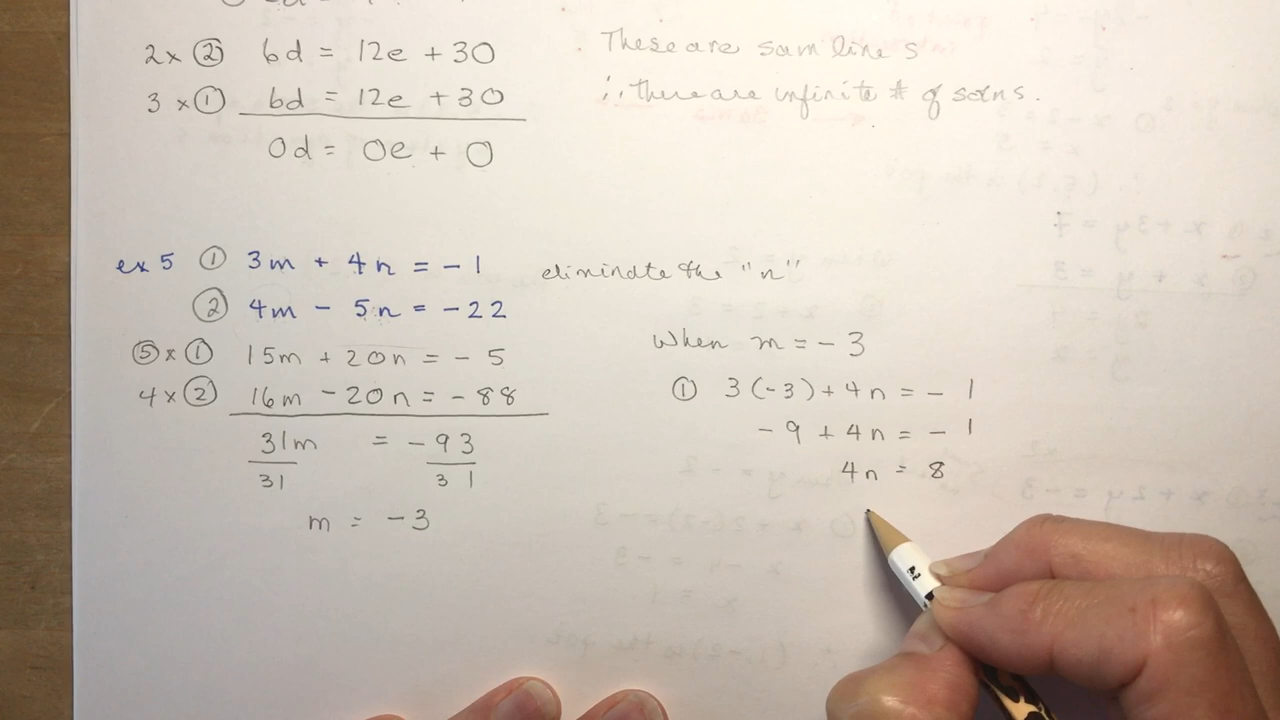 2x ② 6d = 12e + 30
3 x ① 6d = 12e + 30
0d = 0e + 0
These are sam line s
∴ there are infinite # of solns.
ex 5 ① 3m + 4n = -1
② 4m - 5n = -22
eliminate the "n"
⑤ x ① 15m + 20n = -5
4 x ② 16m - 20n = -88
31m = -93
31 31
m = -3
When m = -3
① 3(-3) + 4n = -1
-9 + 4n = -1
4n = 8